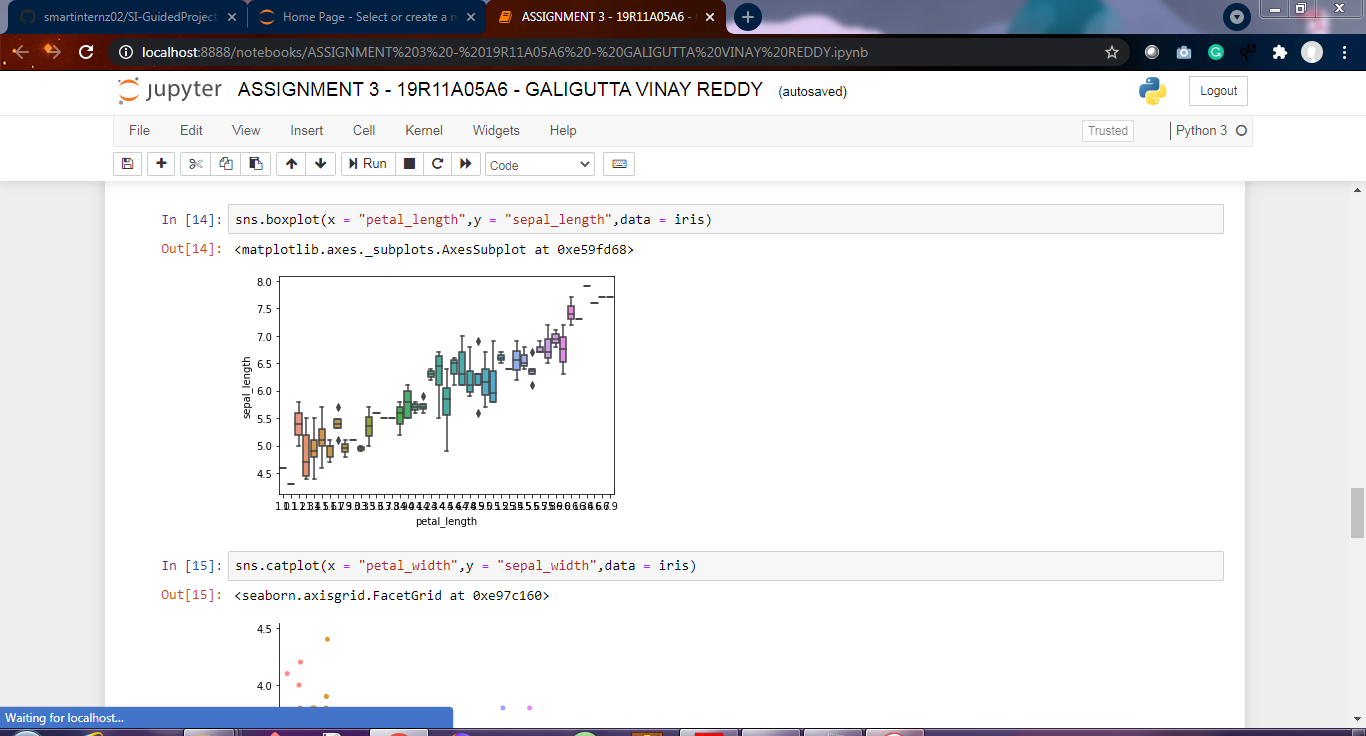 smartinternz02/SI-GuidedProject
Home Page - Select or create a n
ASSIGNMENT 3 - 19R11A05A6 -
localhost:8888/notebooks/ASSIGNMENT%203%20-%2019R11A05A6%20-%20GALIGUTTA%20VINAY%20REDDY.ipynb
jupyter ASSIGNMENT 3 - 19R11A05A6 - GALIGUTTA VINAY REDDY (autosaved)
Logout
File Edit View Insert Cell Kernel Widgets Help
Trusted
Python 3
Run
Code
In [14]: sns.boxplot(x = "petal_length",y = "sepal_length",data = iris)
Out[14]: <matplotlib.axes._subplots.AxesSubplot at 0xe59fd68>
8.0
7.5
7.0
6.5
6.0
5.5
5.0
4.5
sepal_length
petal_length
In [15]: sns.catplot(x = "petal_width",y = "sepal_width",data = iris)
Out[15]: <seaborn.axisgrid.FacetGrid at 0xe97c160>
4.5
4.0
Waiting for localhost...